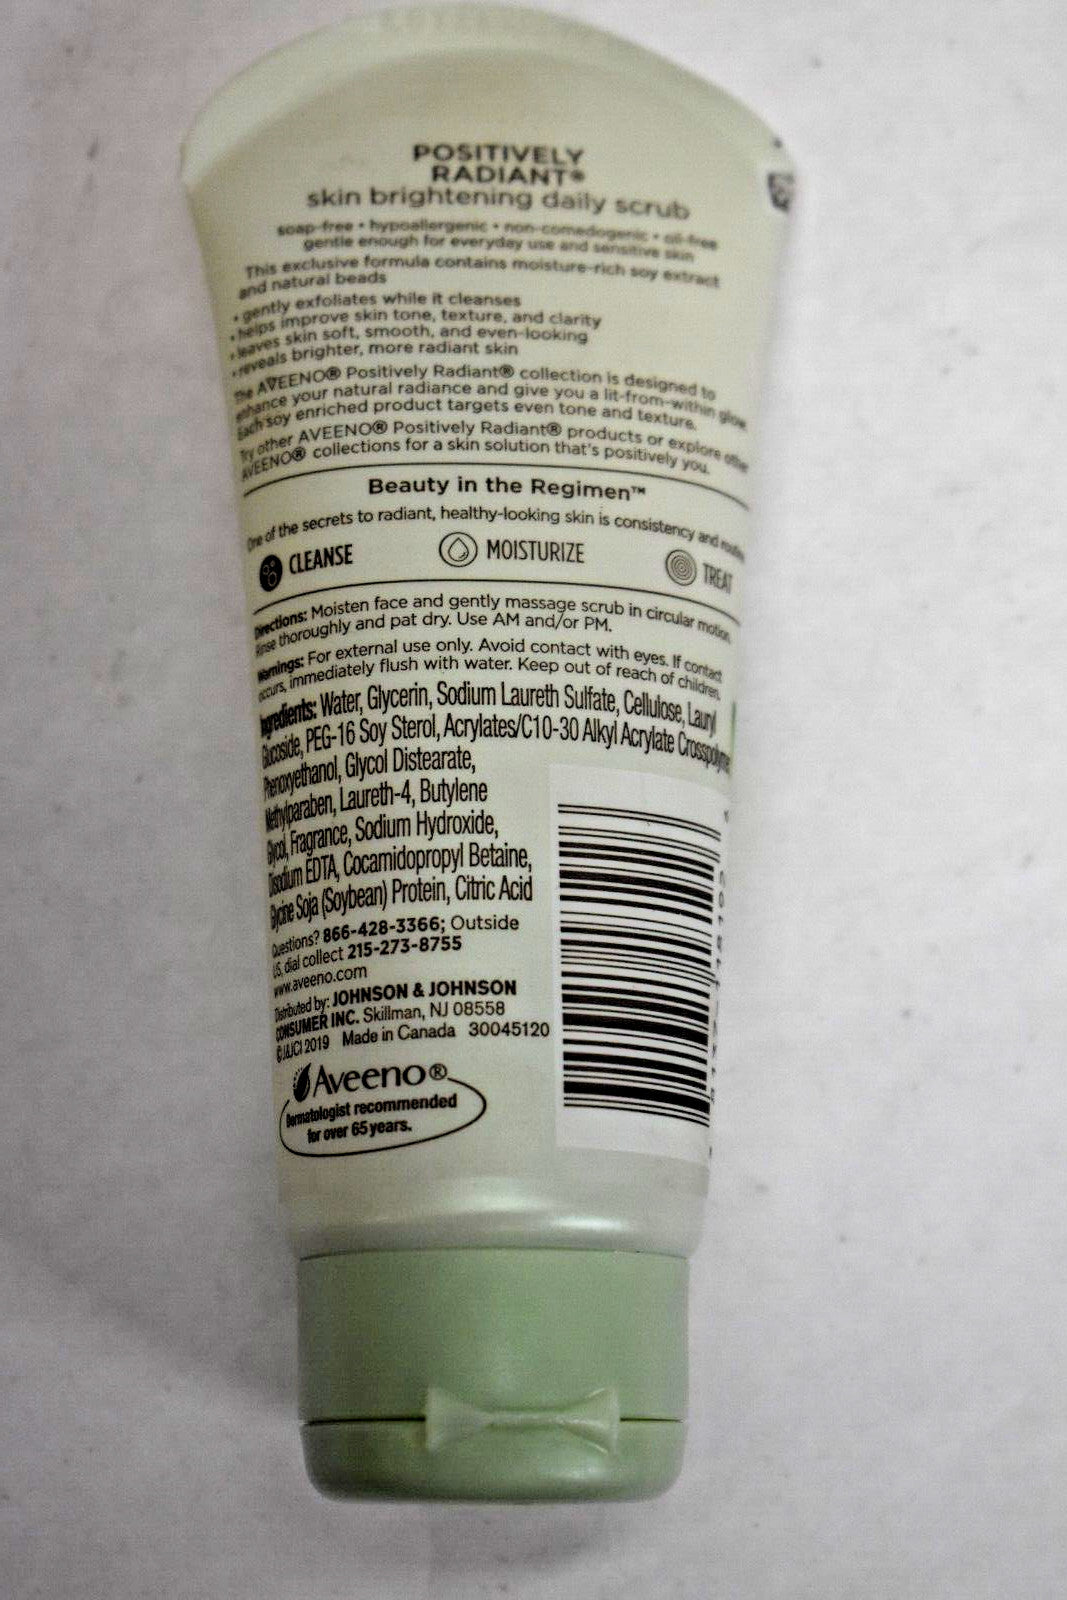 POSITIVELY
RADIANT®
skin brightening daily scrub
soap-free • hypoallergenic • non-comedogenic • oil-free
gentle enough for everyday use and sensitive skin
This exclusive formula contains moisture-rich soy extract
and natural beads
• gently exfoliates while it cleanses
• helps improve skin tone, texture, and clarity
• leaves skin soft, smooth, and even-looking
• reveals brighter, more radiant skin
The AVEENO® Positively Radiant® collection is designed to
enhance your natural radiance and give you a lit-from-within glow.
Each soy enriched product targets even tone and texture.
Try other AVEENO® Positively Radiant® products or explore other
AVEENO® collections for a skin solution that's positively you.
Beauty in the Regimen™
One of the secrets to radiant, healthy-looking skin is consistency and routine
CLEANSE MOISTURIZE TREAT
Directions: Moisten face and gently massage scrub in circular motion.
Rinse thoroughly and pat dry. Use AM and/or PM.
Warnings: For external use only. Avoid contact with eyes. If contact
occurs, immediately flush with water. Keep out of reach of children.
Ingredients: Water, Glycerin, Sodium Laureth Sulfate, Cellulose, Lauryl
Glucoside, PEG-16 Soy Sterol, Acrylates/C10-30 Alkyl Acrylate Crosspolymer,
Phenoxyethanol, Glycol Distearate,
Methylparaben, Laureth-4, Butylene
Glycol, Fragrance, Sodium Hydroxide,
Disodium EDTA, Cocamidopropyl Betaine,
Glycine Soja (Soybean) Protein, Citric Acid
Questions? 866-428-3366; Outside
US, dial collect 215-273-8755
www.aveeno.com
Distributed by: JOHNSON & JOHNSON
CONSUMER INC. Skillman, NJ 08558
© J&JCI 2019 Made in Canada 30045120
Aveeno®
Dermatologist recommended
for over 65 years.